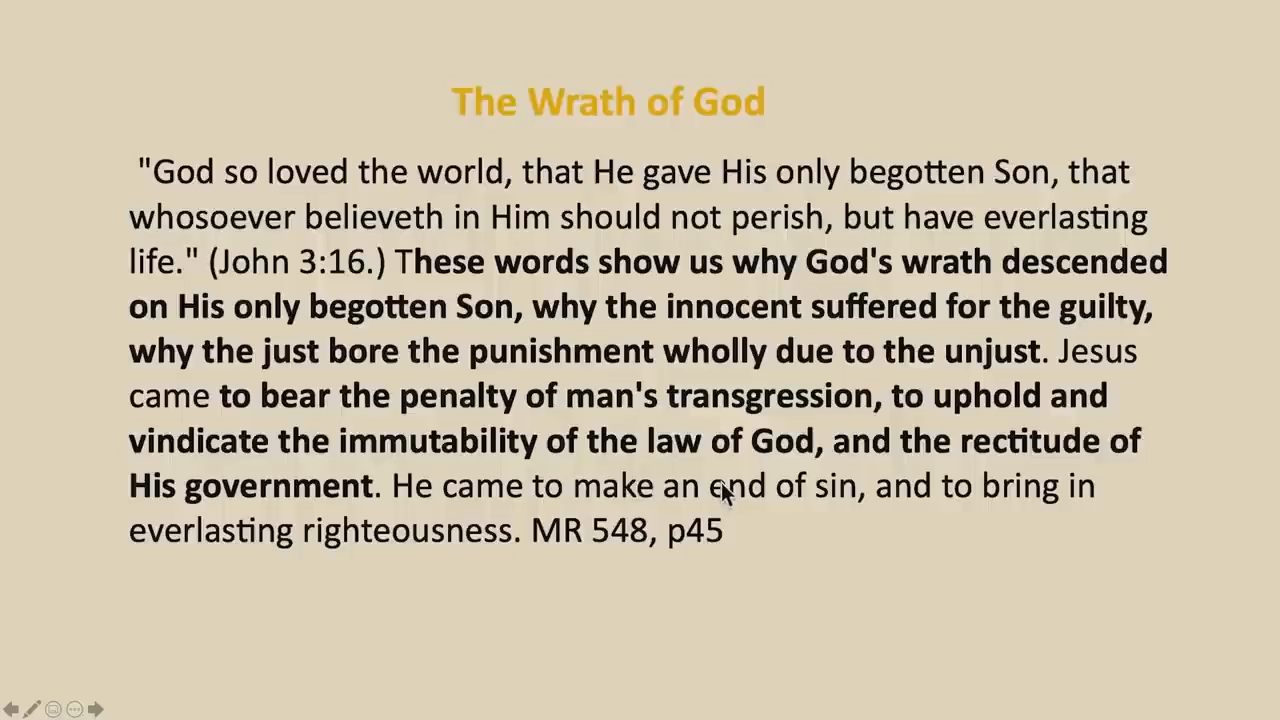 The Wrath of God
"God so loved the world, that He gave His only begotten Son, that
whosoever believeth in Him should not perish, but have everlasting
life." (John 3:16.) These words show us why God's wrath descended
on His only begotten Son, why the innocent suffered for the guilty,
why the just bore the punishment wholly due to the unjust. Jesus
came to bear the penalty of man's transgression, to uphold and
vindicate the immutability of the law of God, and the rectitude of
His government. He came to make an end of sin, and to bring in
everlasting righteousness. MR 548, p45